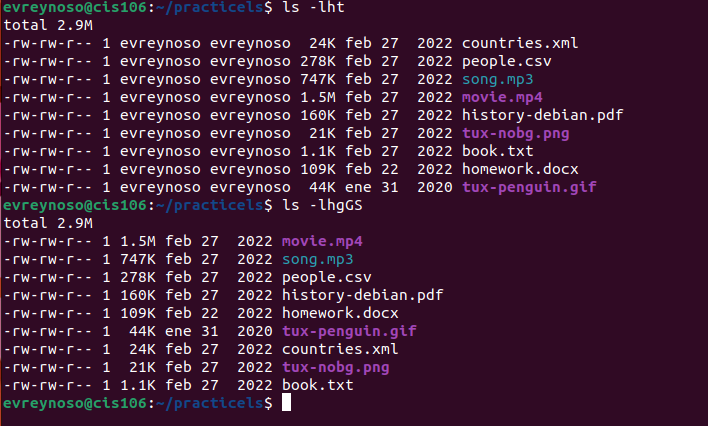 evreynoso@cis106:~/practicels$ ls -lht
total 2.9M
-rw-rw-r-- 1 evreynoso evreynoso  24K feb 27  2022 countries.xml
-rw-rw-r-- 1 evreynoso evreynoso 278K feb 27  2022 people.csv
-rw-rw-r-- 1 evreynoso evreynoso 747K feb 27  2022 song.mp3
-rw-rw-r-- 1 evreynoso evreynoso 1.5M feb 27  2022 movie.mp4
-rw-rw-r-- 1 evreynoso evreynoso 160K feb 27  2022 history-debian.pdf
-rw-rw-r-- 1 evreynoso evreynoso  21K feb 27  2022 tux-nobg.png
-rw-rw-r-- 1 evreynoso evreynoso 1.1K feb 27  2022 book.txt
-rw-rw-r-- 1 evreynoso evreynoso 109K feb 22  2022 homework.docx
-rw-rw-r-- 1 evreynoso evreynoso  44K ene 31  2020 tux-penguin.gif
evreynoso@cis106:~/practicels$ ls -lhgGS
total 2.9M
-rw-rw-r-- 1 1.5M feb 27  2022 movie.mp4
-rw-rw-r-- 1 747K feb 27  2022 song.mp3
-rw-rw-r-- 1 278K feb 27  2022 people.csv
-rw-rw-r-- 1 160K feb 27  2022 history-debian.pdf
-rw-rw-r-- 1 109K feb 22  2022 homework.docx
-rw-rw-r-- 1  44K ene 31  2020 tux-penguin.gif
-rw-rw-r-- 1  24K feb 27  2022 countries.xml
-rw-rw-r-- 1  21K feb 27  2022 tux-nobg.png
-rw-rw-r-- 1 1.1K feb 27  2022 book.txt
evreynoso@cis106:~/practicels$